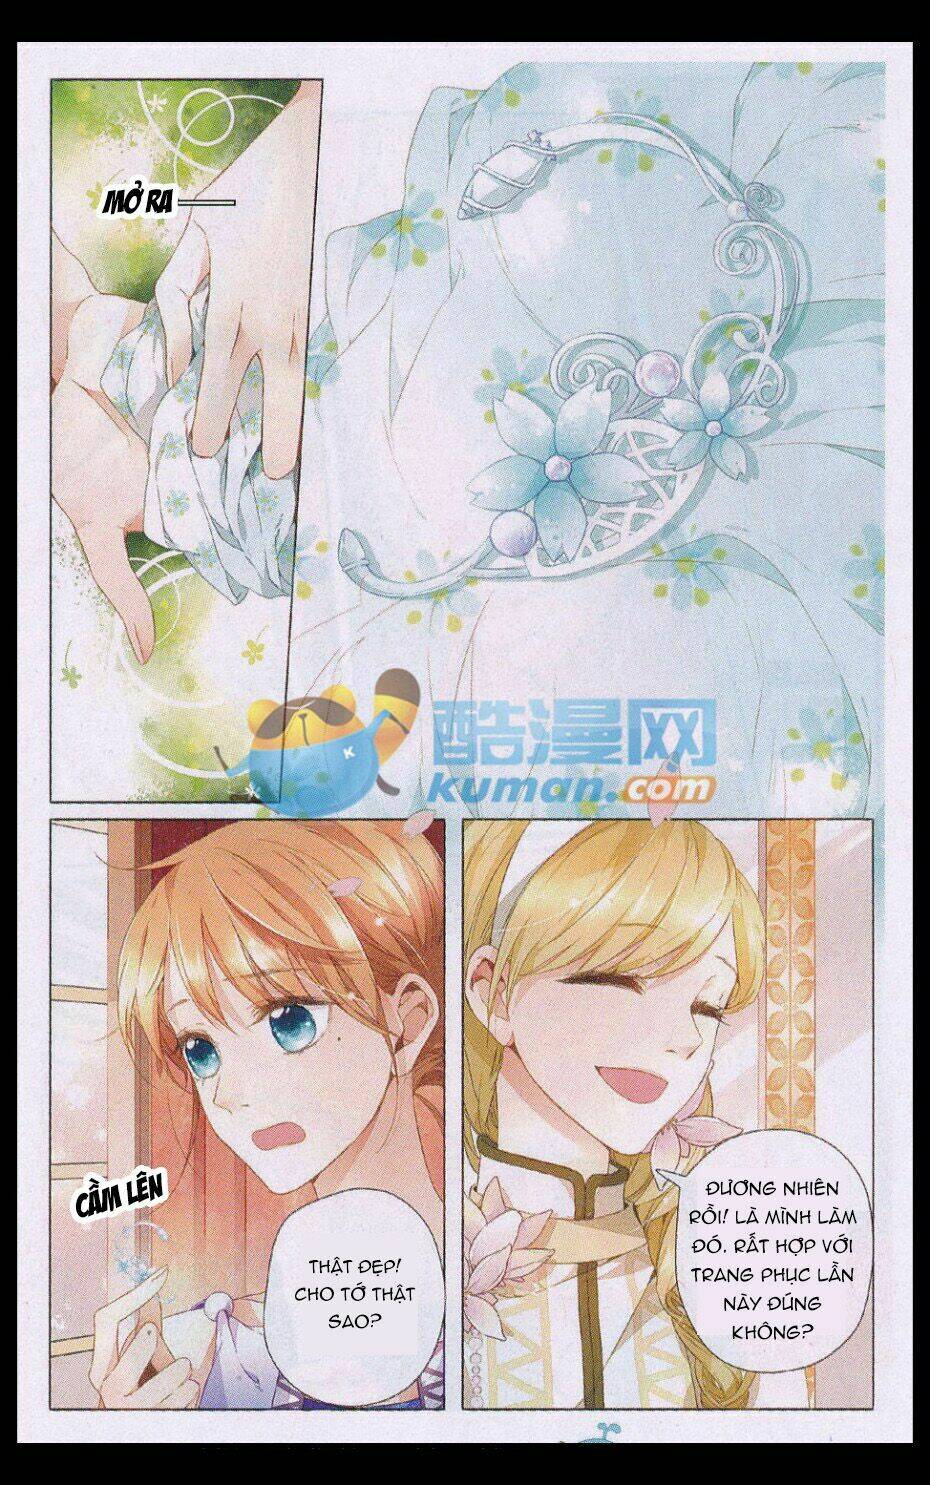 MỞ RA
酷漫网
kuman.com
K
CẦM LÊN
THẬT ĐẸP!
CHO TỚ THẬT
SAO?
ĐƯƠNG NHIÊN
RỒI! LÀ MÌNH LÀM
ĐÓ. RẤT HỢP VỚI
TRANG PHỤC LẦN
NÀY ĐÚNG
KHÔNG?